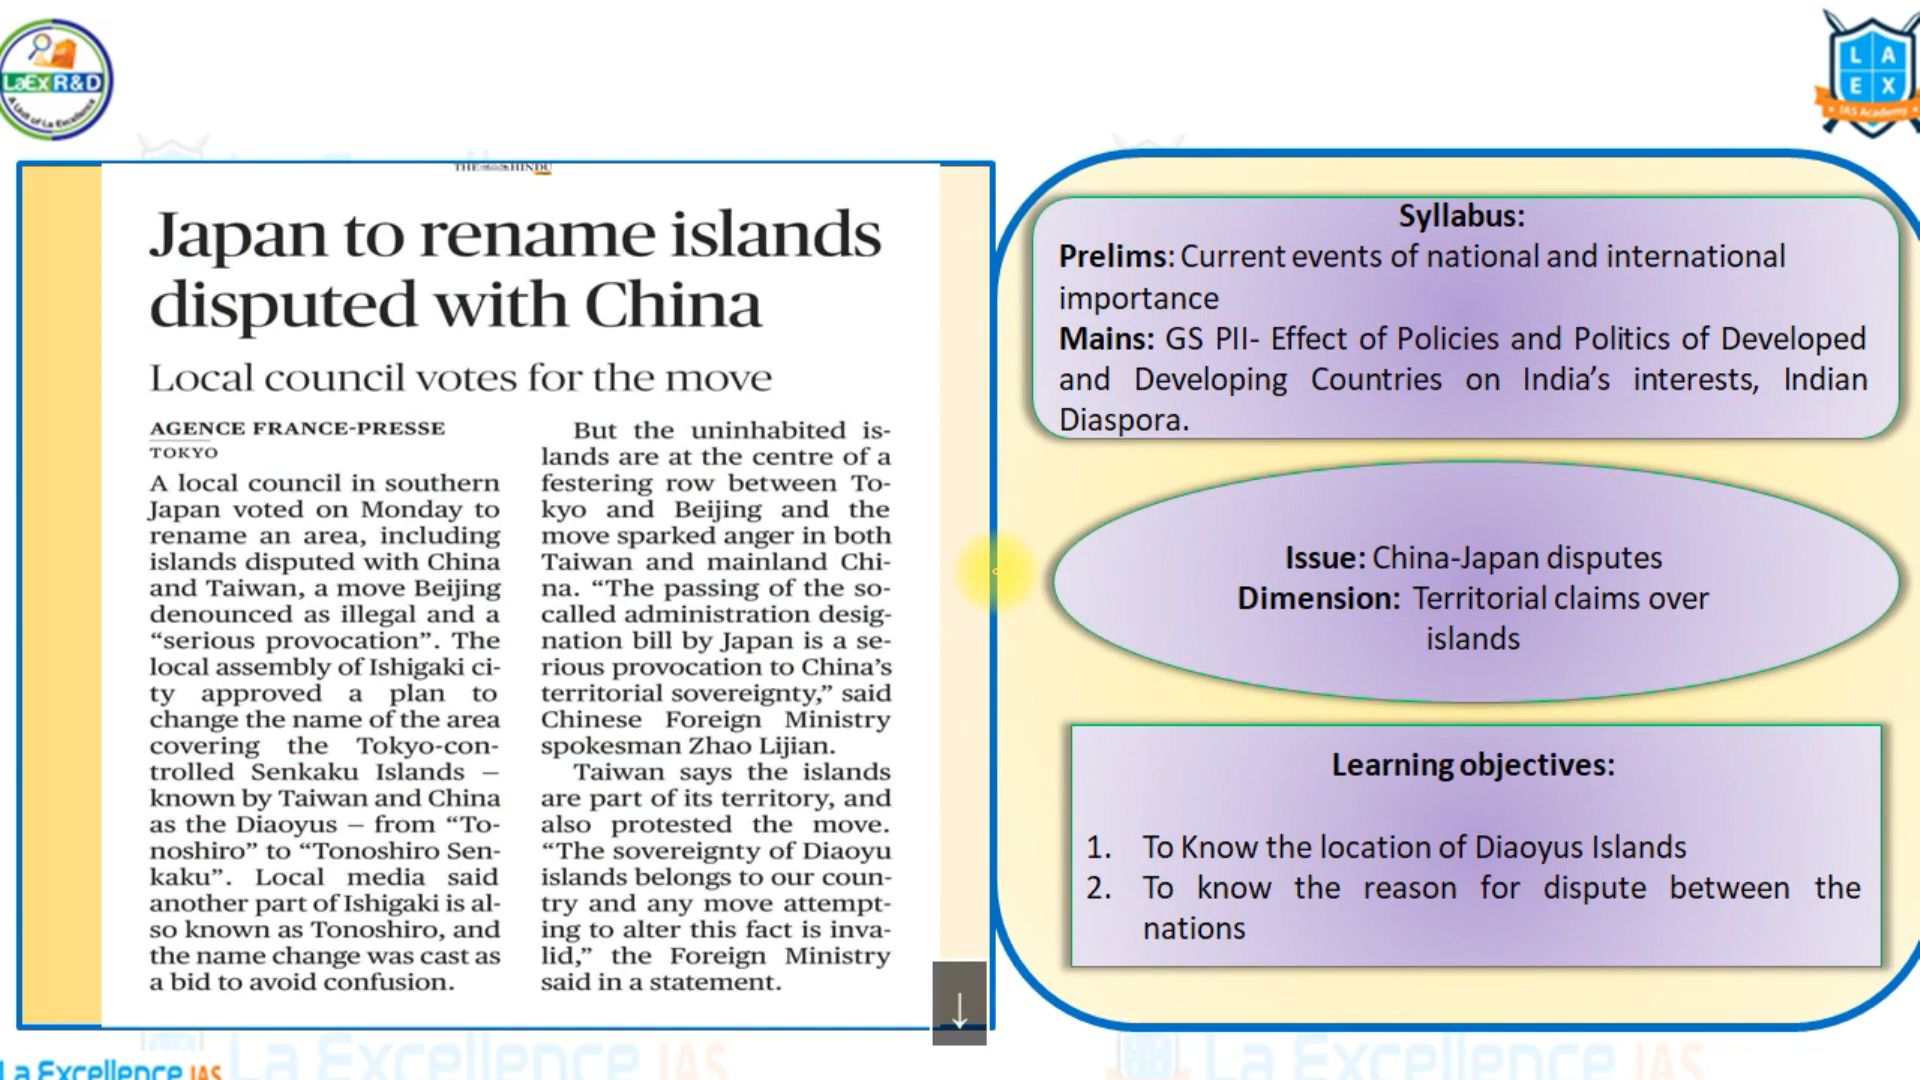 LaEx R&D
A Unit of La Excellence
L A
E X
IAS Academy
THE HINDU
Japan to rename islands
disputed with China
Local council votes for the move
AGENCE FRANCE-PRESSE
TOKYO
A local council in southern
Japan voted on Monday to
rename an area, including
islands disputed with China
and Taiwan, a move Beijing
denounced as illegal and a
“serious provocation”. The
local assembly of Ishigaki ci-
ty approved a plan to
change the name of the area
covering the Tokyo-con-
trolled Senkaku Islands —
known by Taiwan and China
as the Diaoyus — from “To-
noshiro” to “Tonoshiro Sen-
kaku”. Local media said
another part of Ishigaki is al-
so known as Tonoshiro, and
the name change was cast as
a bid to avoid confusion.
But the uninhabited is-
lands are at the centre of a
festering row between To-
kyo and Beijing and the
move sparked anger in both
Taiwan and mainland Chi-
na. “The passing of the so-
called administration desig-
nation bill by Japan is a se-
rious provocation to China’s
territorial sovereignty,” said
Chinese Foreign Ministry
spokesman Zhao Lijian.
Taiwan says the islands
are part of its territory, and
also protested the move.
“The sovereignty of Diaoyu
islands belongs to our coun-
try and any move attempt-
ing to alter this fact is inva-
lid,” the Foreign Ministry
said in a statement.
Syllabus:
Prelims: Current events of national and international
importance
Mains: GS PII- Effect of Policies and Politics of Developed
and Developing Countries on India’s interests, Indian
Diaspora.
Issue: China-Japan disputes
Dimension: Territorial claims over
islands
Learning objectives:
1. To Know the location of Diaoyus Islands
2. To know the reason for dispute between the
nations
La Excellence IAS
La Excellence IAS
La Excellence IAS